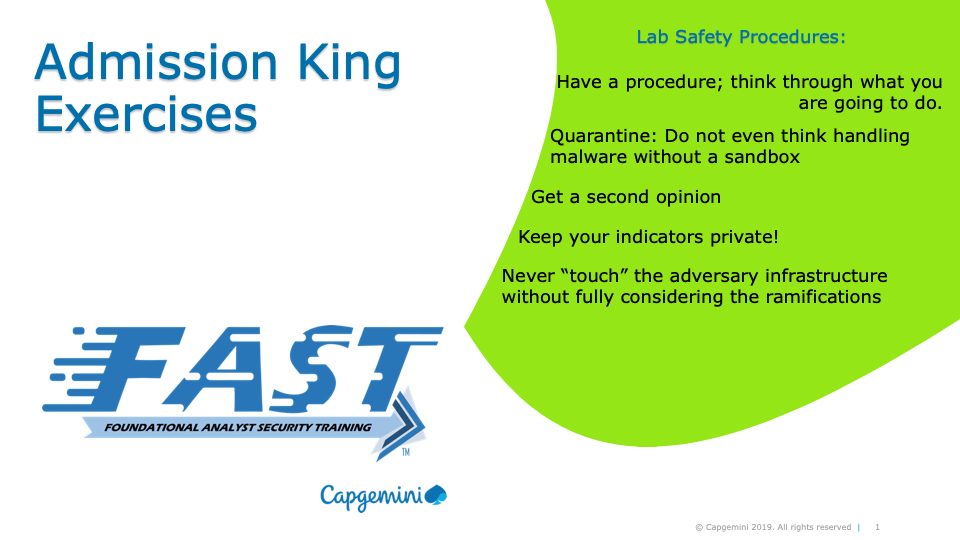 Admission King
Exercises
Lab Safety Procedures:
Have a procedure; think through what you
are going to do.
Quarantine: Do not even think handling
malware without a sandbox
Get a second opinion
Keep your indicators private!
Never “touch” the adversary infrastructure
without fully considering the ramifications
FAST
FOUNDATIONAL ANALYST SECURITY TRAINING
TM
Capgemini
© Capgemini 2019. All rights reserved | 1